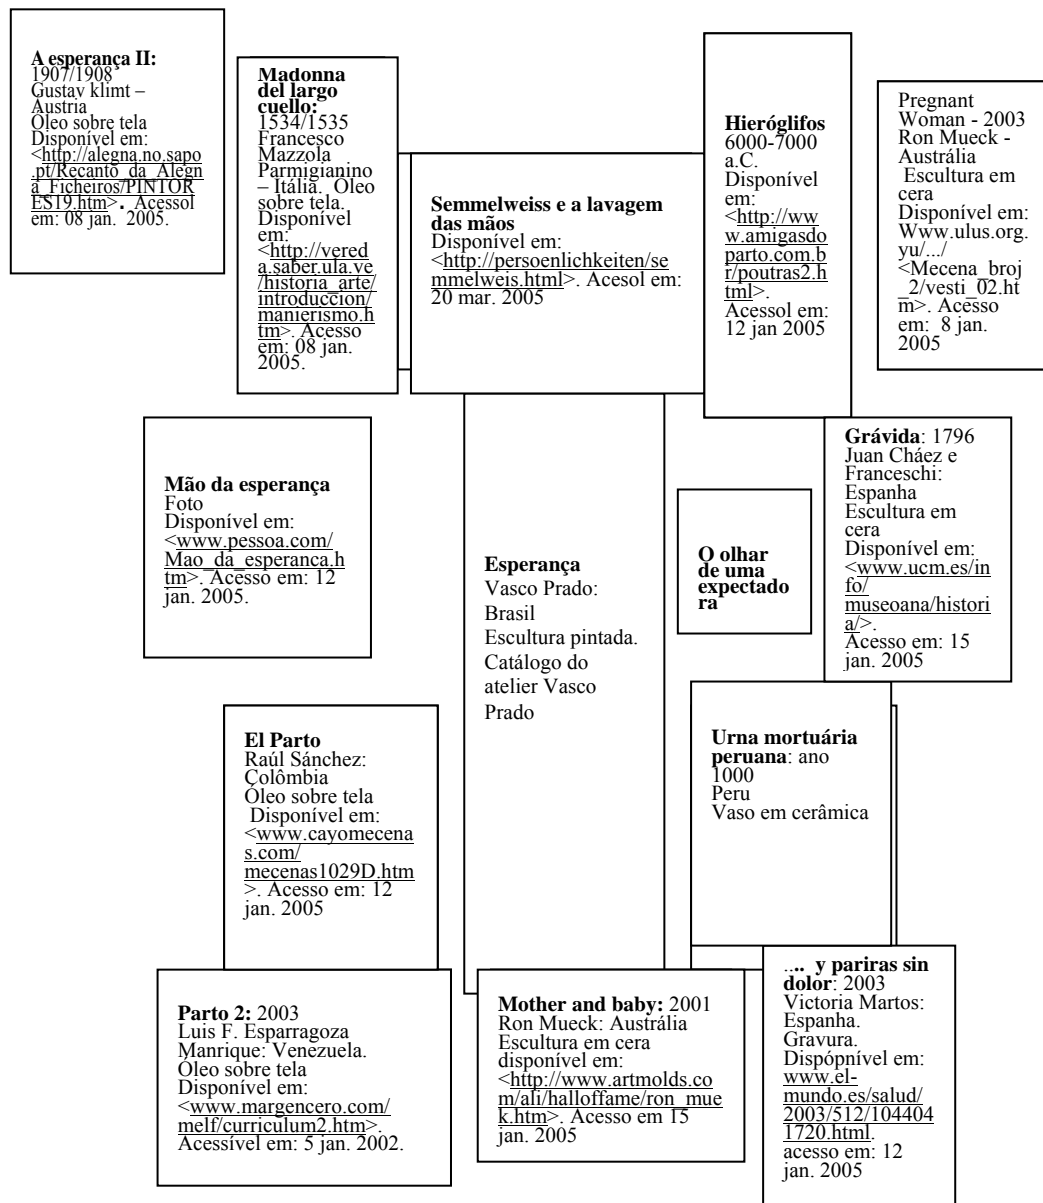 A esperança II:
1907/1908
Gustav klimt –
Áustria
Óleo sobre tela
Disponível em:
<http://alegna.no.sapo
.pt/Recanto_da_Alegn
a_Ficheiros/PINTOR
ES19.htm>. Acessol
em: 08 jan. 2005.
Madonna
del largo
cuello:
1534/1535
Francesco
Mazzola
Parmigianino
– Itália. Óleo
sobre tela.
Disponível
em:
<http://vered
a.saber.ula.ve
/historia_arte/
introduccion/
manierismo.h
tm>. Acesso
em: 08 jan.
2005.
Semmelweiss e a lavagem
das mãos
Disponível em:
<http://persoenlichkeiten/se
mmelweis.html>. Acesol em:
20 mar. 2005
Hieróglifos
6000-7000
a.C.
Disponível
em:
<http://ww
w.amigasdo
parto.com.b
r/poutras2.h
tml>.
Acessol em:
12 jan 2005
Pregnant
Woman - 2003
Ron Mueck -
Austrália
Escultura em
cera
Disponível em:
Www.ulus.org.
yu/.../
<Mecena_broj
_2/vesti_02.ht
m>. Acesso
em: 8 jan.
2005
Mão da esperança
Foto
Disponível em:
<www.pessoa.com/
Mao_da_esperanca.h
tm>. Acesso em: 12
jan. 2005.
Esperança
Vasco Prado:
Brasil
Escultura pintada.
Catálogo do
atelier Vasco
Prado
O olhar
de uma
expectado
ra
Grávida: 1796
Juan Cháez e
Franceschi:
Espanha
Escultura em
cera
Disponível em:
<www.ucm.es/in
fo/
museoana/histori
a/>.
Acesso em: 15
jan. 2005
El Parto
Raúl Sánchez:
Colômbia
Óleo sobre tela
Disponível em:
<www.cayomecena
s.com/
mecenas1029D.htm
>. Acesso em: 12
jan. 2005
Urna mortuária
peruana: ano
1000
Peru
Vaso em cerâmica
Parto 2: 2003
Luis F. Esparragoza
Manrique: Venezuela.
Óleo sobre tela
Disponível em:
<www.margencero.com/
melf/curriculum2.htm>.
Acessível em: 5 jan. 2002.
Mother and baby: 2001
Ron Mueck: Austrália
Escultura em cera
disponível em:
<http://www.artmolds.co
m/ali/halloffame/ron_mue
k.htm>. Acesso em 15
jan. 2005
.... y pariras sin
dolor: 2003
Victoria Martos:
Espanha.
Gravura.
Dispópnível em:
www.el-
mundo.es/salud/
2003/512/104404
1720.html.
acesso em: 12
jan. 2005